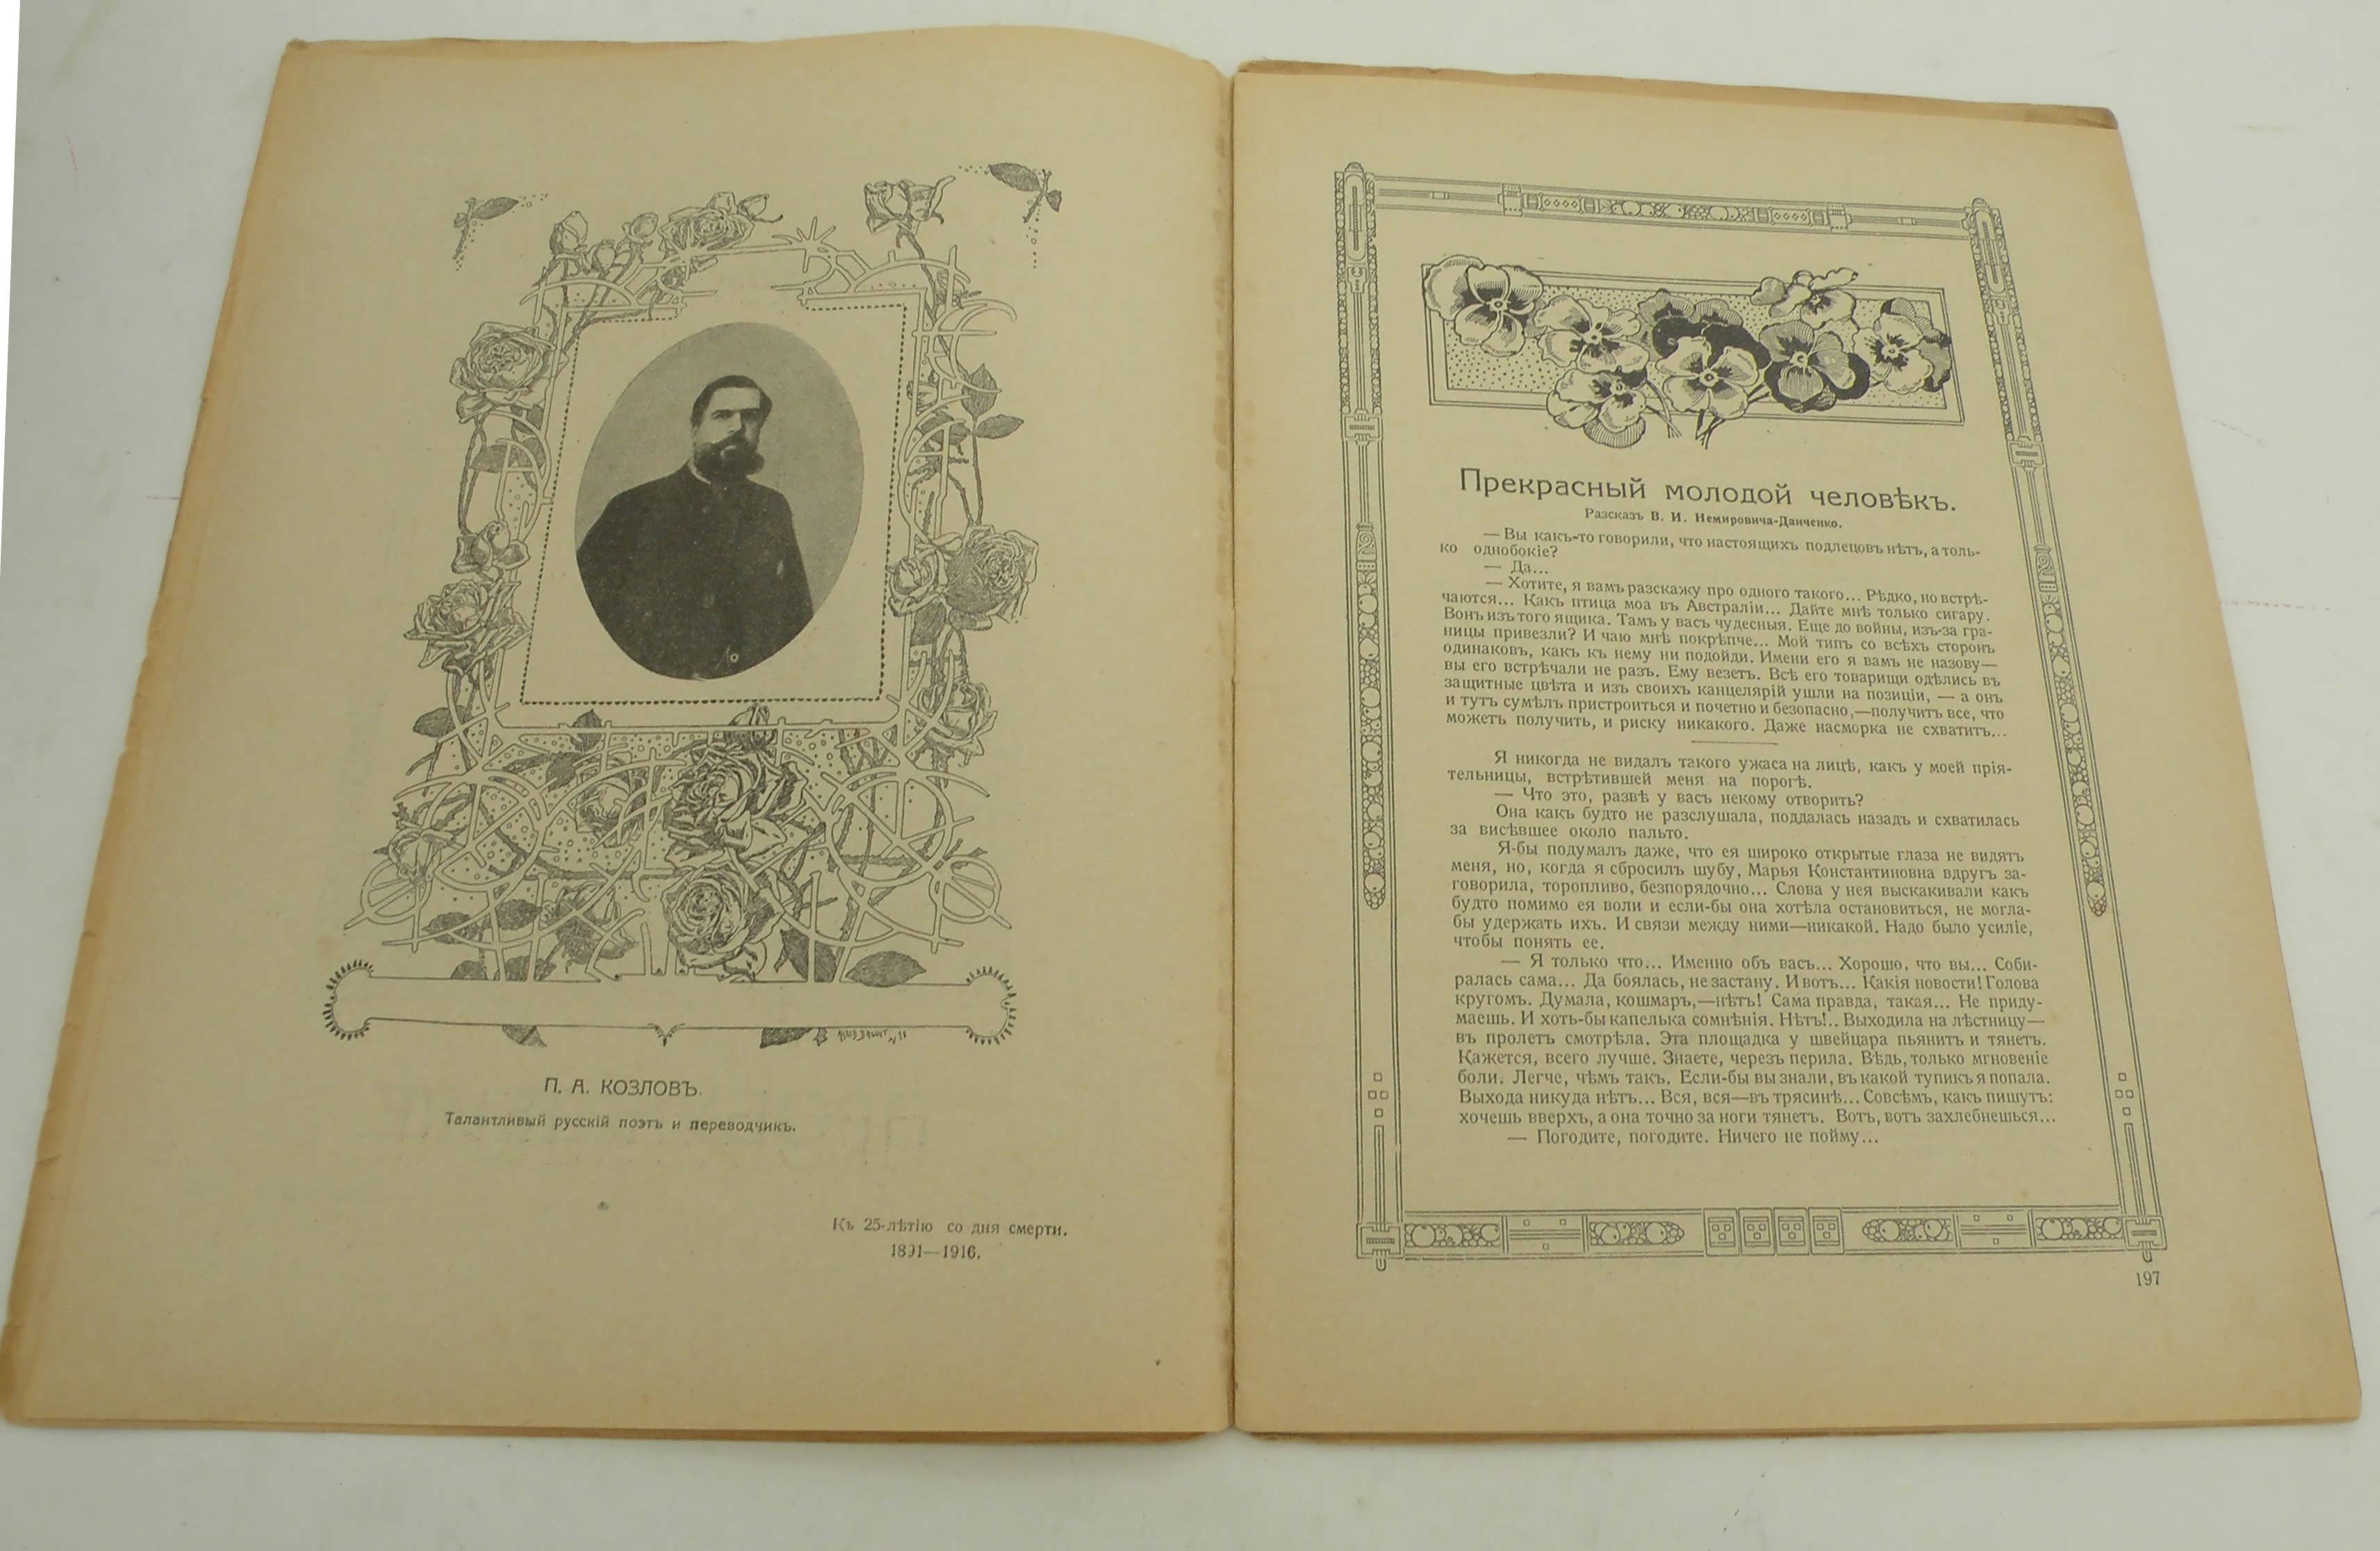 П. А. КОЗЛОВЪ.
Талантливый русскій поэтъ и переводчикъ.
Къ 25-лѣтію со дня смерти.
1891—1916.
Прекрасный молодой человѣкъ.
Разсказъ В. И. Немировича-Данченко.
— Вы какъ-то говорили, что настоящихъ подлецовъ нѣтъ, а толь-
ко однобокіе?
— Да...
— Хотите, я вамъ разскажу про одного такого... Рѣдко, но встрѣ-
чаются... Какъ птица моа въ Австраліи... Дайте мнѣ только сигару.
Вонъ изъ того ящика. Тамъ у васъ чудесныя. Еще до войны, изъ-за гра-
ницы привезли? И чаю мнѣ покрѣпче... Мой типъ со всѣхъ сторонъ
одинаковъ, какъ къ нему ни подойди. Имени его я вамъ не назову—
вы его встрѣчали не разъ. Ему везетъ. Всѣ его товарищи одѣлись въ
защитные цвѣта и изъ своихъ канцелярій ушли на позиціи, — а онъ
и тутъ сумѣлъ пристроиться и почетно и безопасно,—получитъ все, что
можетъ получить, и риску никакого. Даже насморка не схватитъ...
Я никогда не видалъ такого ужаса на лицѣ, какъ у моей прія-
тельницы, встрѣтившей меня на порогѣ.
— Что это, развѣ у васъ некому отворить?
Она какъ будто не разслушала, поддалась назадъ и схватилась
за висѣвшее около пальто.
Я-бы подумалъ даже, что ея широко открытые глаза не видятъ
меня, но, когда я сбросилъ шубу, Марья Константиновна вдругъ за-
говорила, торопливо, безпорядочно... Слова у нея выскакивали какъ
будто помимо ея воли и если-бы она хотѣла остановиться, не могла-
бы удержать ихъ. И связи между ними—никакой. Надо было усиліе,
чтобы понять ее.
— Я только что... Именно объ васъ... Хорошо, что вы... Соби-
ралась сама... Да боялась, не застану. И вотъ... Какія новости! Голова
кругомъ. Думала, кошмаръ,—нѣтъ! Сама правда, такая... Не приду-
маешь. И хоть-бы капелька сомнѣнія. Нѣтъ!.. Выходила на лѣстницу—
въ пролетъ смотрѣла. Эта площадка у швейцара пьянитъ и тянетъ.
Кажется, всего лучше. Знаете, черезъ перила. Вѣдь, только мгновеніе
боли. Легче, чѣмъ такъ. Если-бы вы знали, въ какой тупикъ я попала.
Выхода никуда нѣтъ... Вся, вся—въ трясинѣ... Совсѣмъ, какъ пишутъ:
хочешь вверхъ, а она точно за ноги тянетъ. Вотъ, вотъ захлебнешься...
— Погодите, погодите. Ничего не пойму...
197